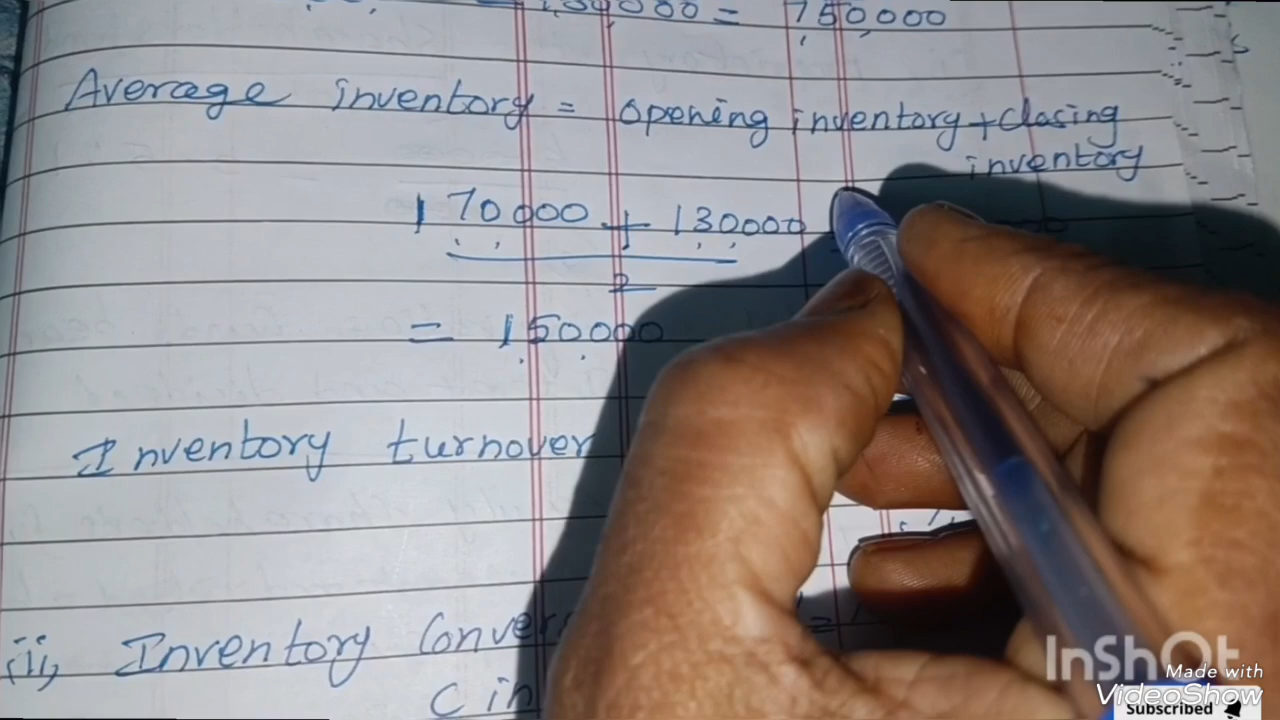 = 750,000
Average inventory = opening inventory + closing
inventory
170000 + 130000
2
= 150000
Inventory turnover
(ii) Inventory
C in
InShOt
Made with
VideoShow
Subscribed